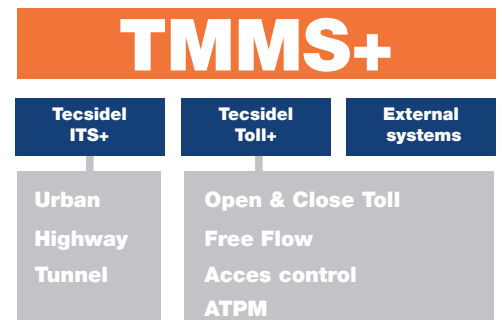 TMMS+
Tecsidel
ITS+
Tecsidel
Toll+
External
systems
Urban
Highway
Tunnel
Open & Close Toll
Free Flow
Acces control
ATPM